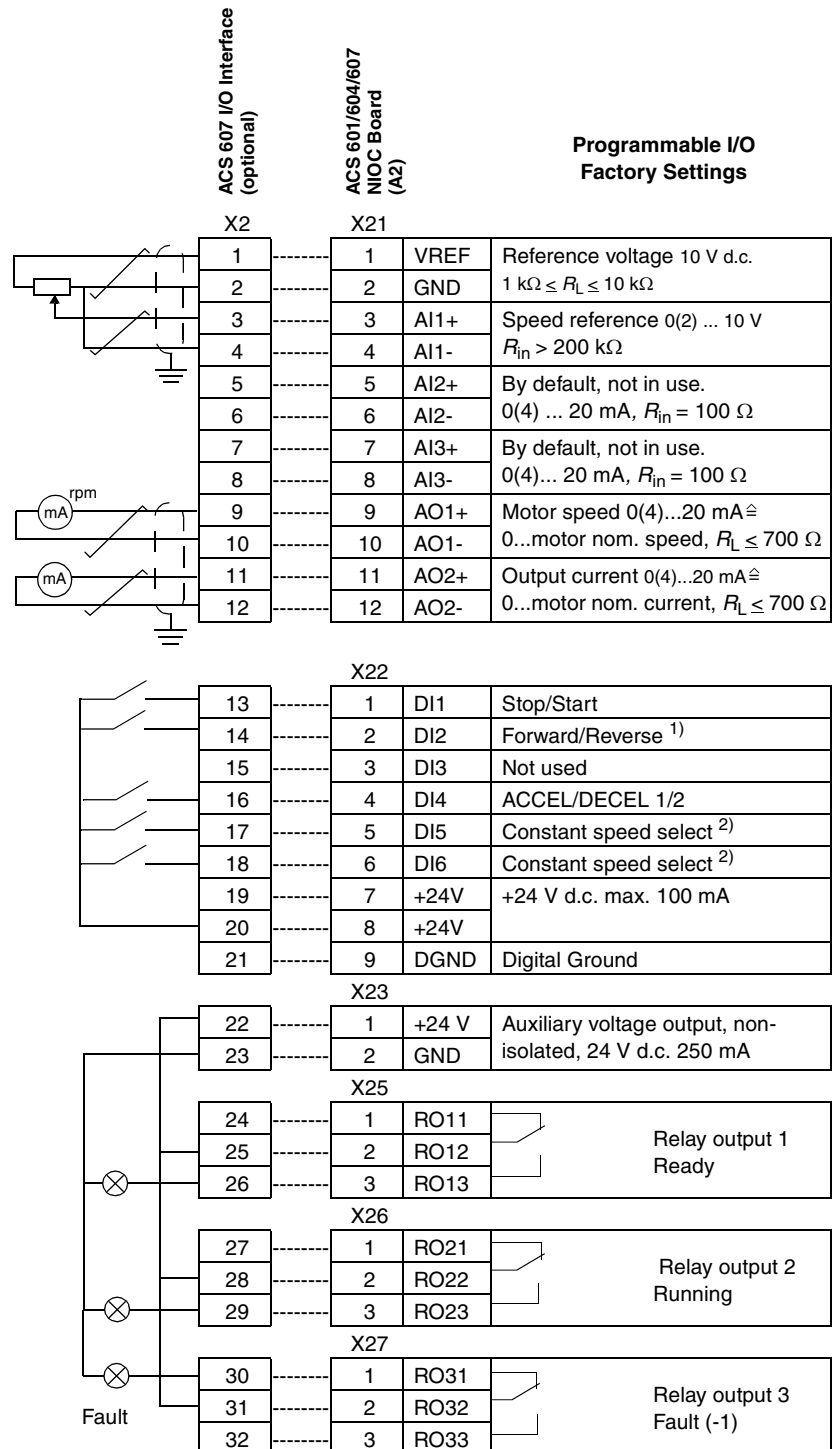 ACS 607 I/O Interface
(optional)
ACS 601/604/607
NIOC Board
(A2)
Programmable I/O
Factory Settings
X2 X21
1 1 VREF Reference voltage 10 V d.c.
2 2 GND 1 kΩ ≤ RL ≤ 10 kΩ
3 3 AI1+ Speed reference 0(2) ... 10 V
4 4 AI1- Rin > 200 kΩ
5 5 AI2+ By default, not in use.
6 6 AI2- 0(4) ... 20 mA, Rin = 100 Ω
7 7 AI3+ By default, not in use.
8 8 AI3- 0(4)... 20 mA, Rin = 100 Ω
rpm
mA 9 9 AO1+ Motor speed 0(4)...20 mA ≙
10 10 AO1- 0...motor nom. speed, RL ≤ 700 Ω
mA 11 11 AO2+ Output current 0(4)...20 mA ≙
12 12 AO2- 0...motor nom. current, RL ≤ 700 Ω
X22
13 1 DI1 Stop/Start
14 2 DI2 Forward/Reverse 1)
15 3 DI3 Not used
16 4 DI4 ACCEL/DECEL 1/2
17 5 DI5 Constant speed select 2)
18 6 DI6 Constant speed select 2)
19 7 +24V +24 V d.c. max. 100 mA
20 8 +24V
21 9 DGND Digital Ground
X23
22 1 +24 V Auxiliary voltage output, non-
23 2 GND isolated, 24 V d.c. 250 mA
X25
24 1 RO11
25 2 RO12 Relay output 1
26 3 RO13 Ready
X26
27 1 RO21
28 2 RO22 Relay output 2
29 3 RO23 Running
X27
30 1 RO31
31 2 RO32 Relay output 3
Fault
32 3 RO33 Fault (-1)